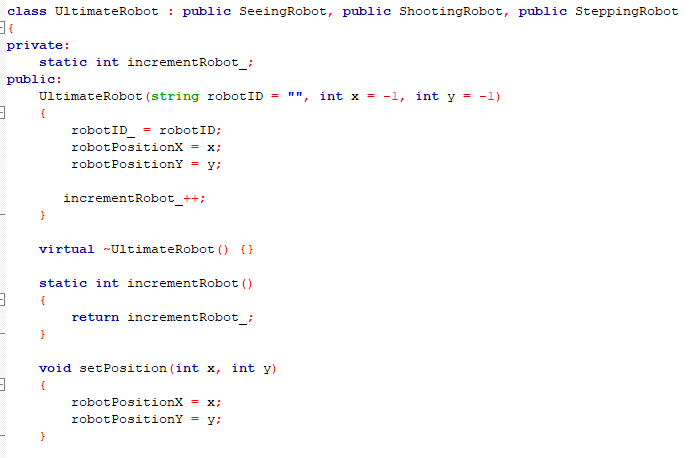 class UltimateRobot : public SeeingRobot, public ShootingRobot, public SteppingRobot
{
private:
    static int incrementRobot_;
public:
    UltimateRobot(string robotID = "", int x = -1, int y = -1)
    {
        robotID_ = robotID;
        robotPositionX = x;
        robotPositionY = y;

       incrementRobot_++;
    }

    virtual ~UltimateRobot() {}

    static int incrementRobot()
    {
        return incrementRobot_;
    }

    void setPosition(int x, int y)
    {
        robotPositionX = x;
        robotPositionY = y;
    }